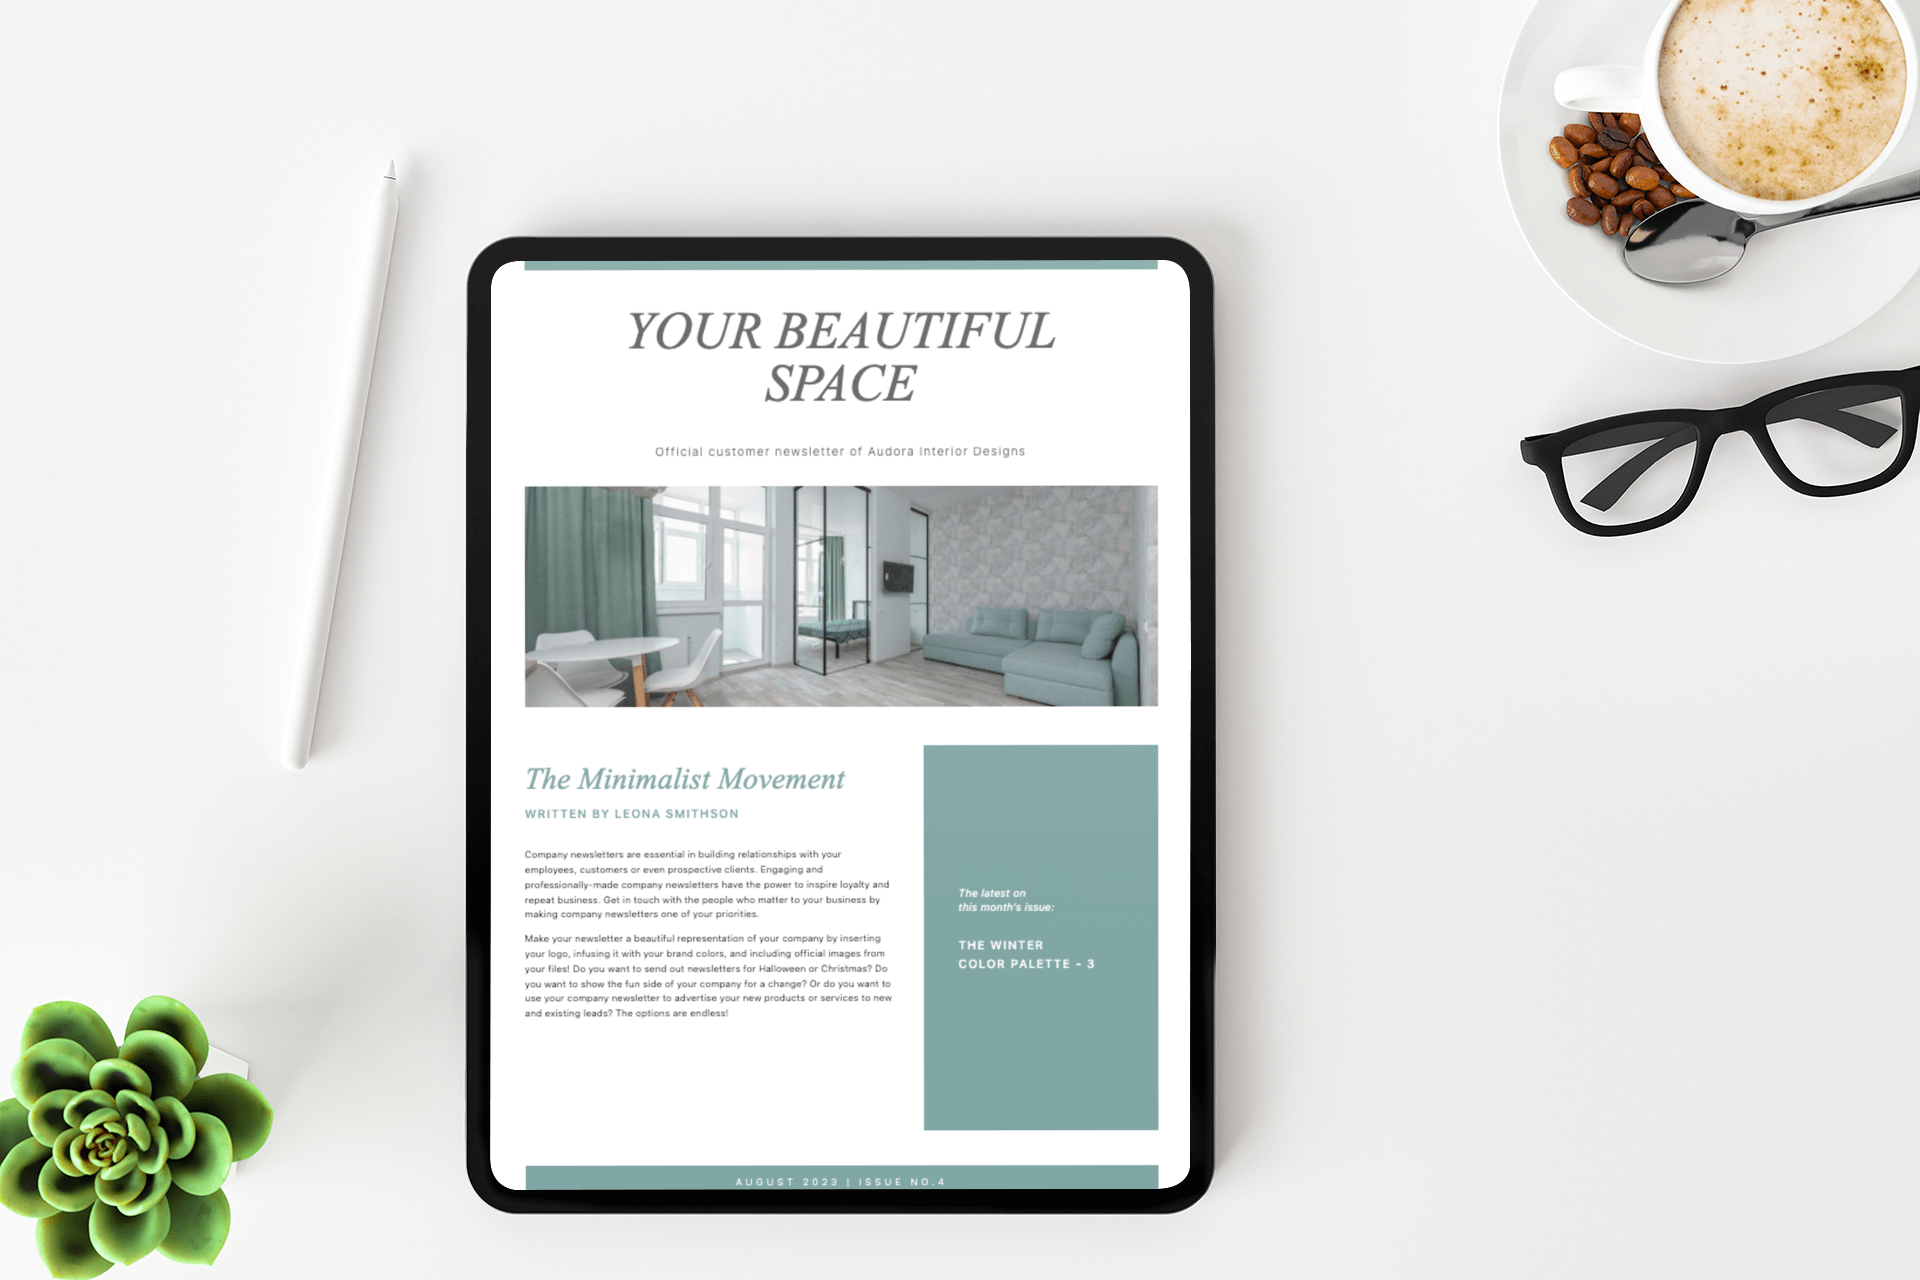 YOUR BEAUTIFUL
SPACE
Official customer newsletter of Audora Interior Designs
The Minimalist Movement
WRITTEN BY LEONA SMITHSON
Company newsletters are essential in building relationships with your
employees, customers or even prospective clients. Engaging and
professionally-made company newsletters have the power to inspire loyalty and
repeat business. Get in touch with the people who matter to your business by
making company newsletters one of your priorities.
Make your newsletter a beautiful representation of your company by inserting
your logo, infusing it with your brand colors, and including official images from
your files! Do you want to send out newsletters for Halloween or Christmas? Do
you want to show the fun side of your company for a change? Or do you want to
use your company newsletter to advertise your new products or services to new
and existing leads? The options are endless!
The latest on
this month's issue:
THE WINTER
COLOR PALETTE - 3
AUGUST 2023 | ISSUE NO.4